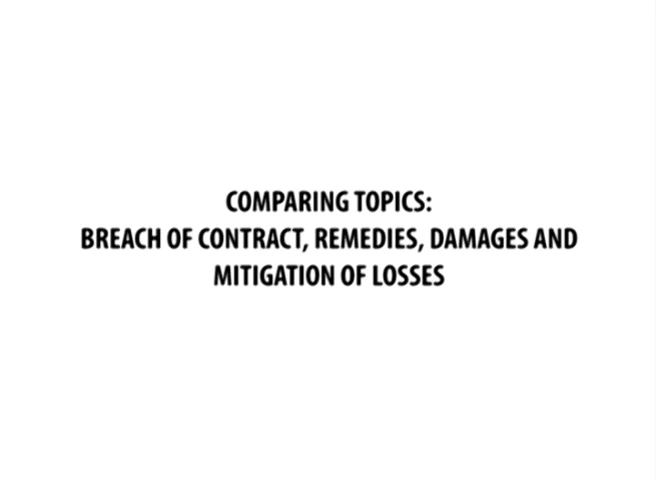 COMPARING TOPICS:
BREACH OF CONTRACT, REMEDIES, DAMAGES AND
MITIGATION OF LOSSES